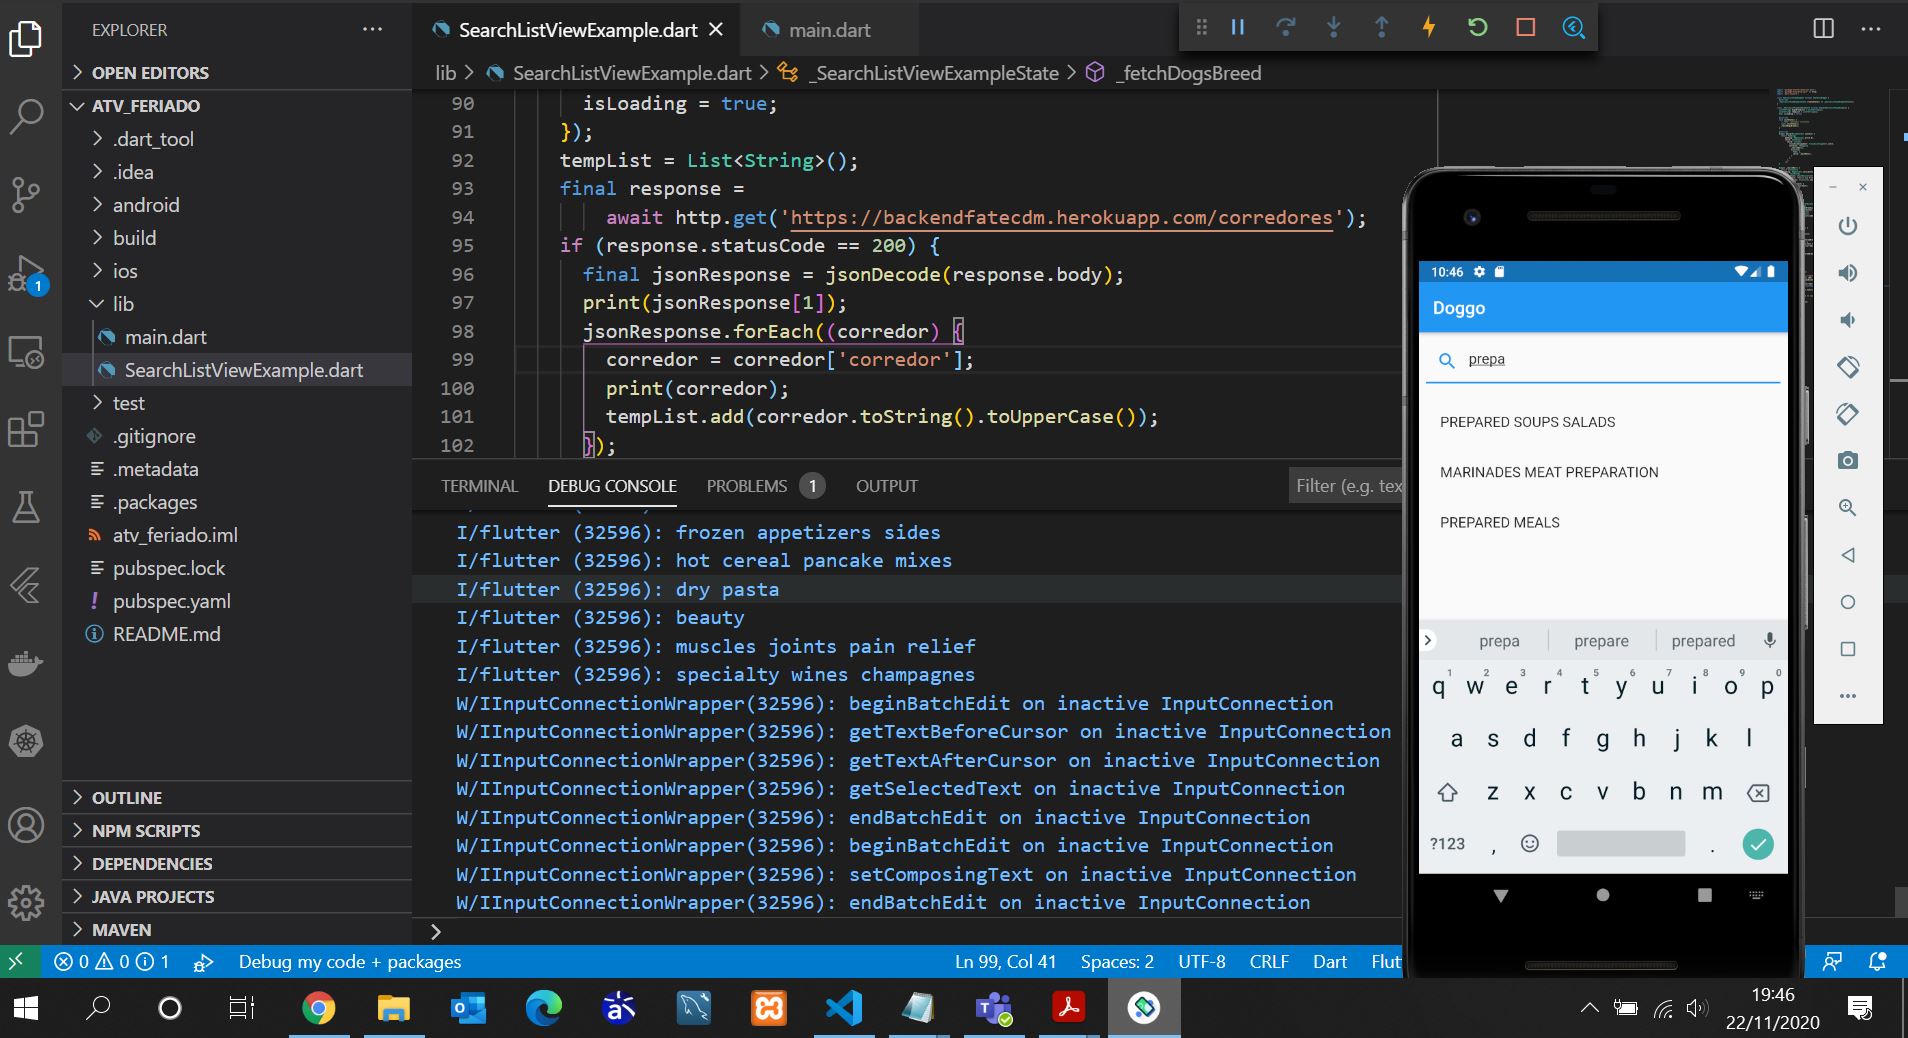 EXPLORER
OPEN EDITORS
ATV_FERIADO
.dart_tool
.idea
android
build
ios
lib
main.dart
SearchListViewExample.dart
test
.gitignore
.metadata
.packages
atv_feriado.iml
pubspec.lock
pubspec.yaml
README.md
OUTLINE
NPM SCRIPTS
DEPENDENCIES
JAVA PROJECTS
MAVEN
1
SearchListViewExample.dart
main.dart
lib > SearchListViewExample.dart > _SearchListViewExampleState > _fetchDogsBreed
90 isLoading = true;
91 });
92 tempList = List<String>();
93 final response =
94 await http.get('https://backendfatecdm.herokuapp.com/corredores');
95 if (response.statusCode == 200) {
96 final jsonResponse = jsonDecode(response.body);
97 print(jsonResponse[1]);
98 jsonResponse.forEach((corredor) {
99 corredor = corredor['corredor'];
100 print(corredor);
101 tempList.add(corredor.toString().toUpperCase());
102 });
TERMINAL DEBUG CONSOLE PROBLEMS 1 OUTPUT Filter (e.g. tex
I/flutter (32596): frozen appetizers sides
I/flutter (32596): hot cereal pancake mixes
I/flutter (32596): dry pasta
I/flutter (32596): beauty
I/flutter (32596): muscles joints pain relief
I/flutter (32596): specialty wines champagnes
W/IInputConnectionWrapper(32596): beginBatchEdit on inactive InputConnection
W/IInputConnectionWrapper(32596): getTextBeforeCursor on inactive InputConnection
W/IInputConnectionWrapper(32596): getTextAfterCursor on inactive InputConnection
W/IInputConnectionWrapper(32596): getSelectedText on inactive InputConnection
W/IInputConnectionWrapper(32596): endBatchEdit on inactive InputConnection
W/IInputConnectionWrapper(32596): beginBatchEdit on inactive InputConnection
W/IInputConnectionWrapper(32596): setComposingText on inactive InputConnection
W/IInputConnectionWrapper(32596): endBatchEdit on inactive InputConnection
10:46
Doggo
prepa
PREPARED SOUPS SALADS
MARINADES MEAT PREPARATION
PREPARED MEALS
prepa prepare prepared
1 2 3 4 5 6 7 8 9 0
q w e r t y u i o p
a s d f g h j k l
z x c v b n m
?123 , .
0 0 1 Debug my code + packages Ln 99, Col 41 Spaces: 2 UTF-8 CRLF Dart Flut
19:46
22/11/2020